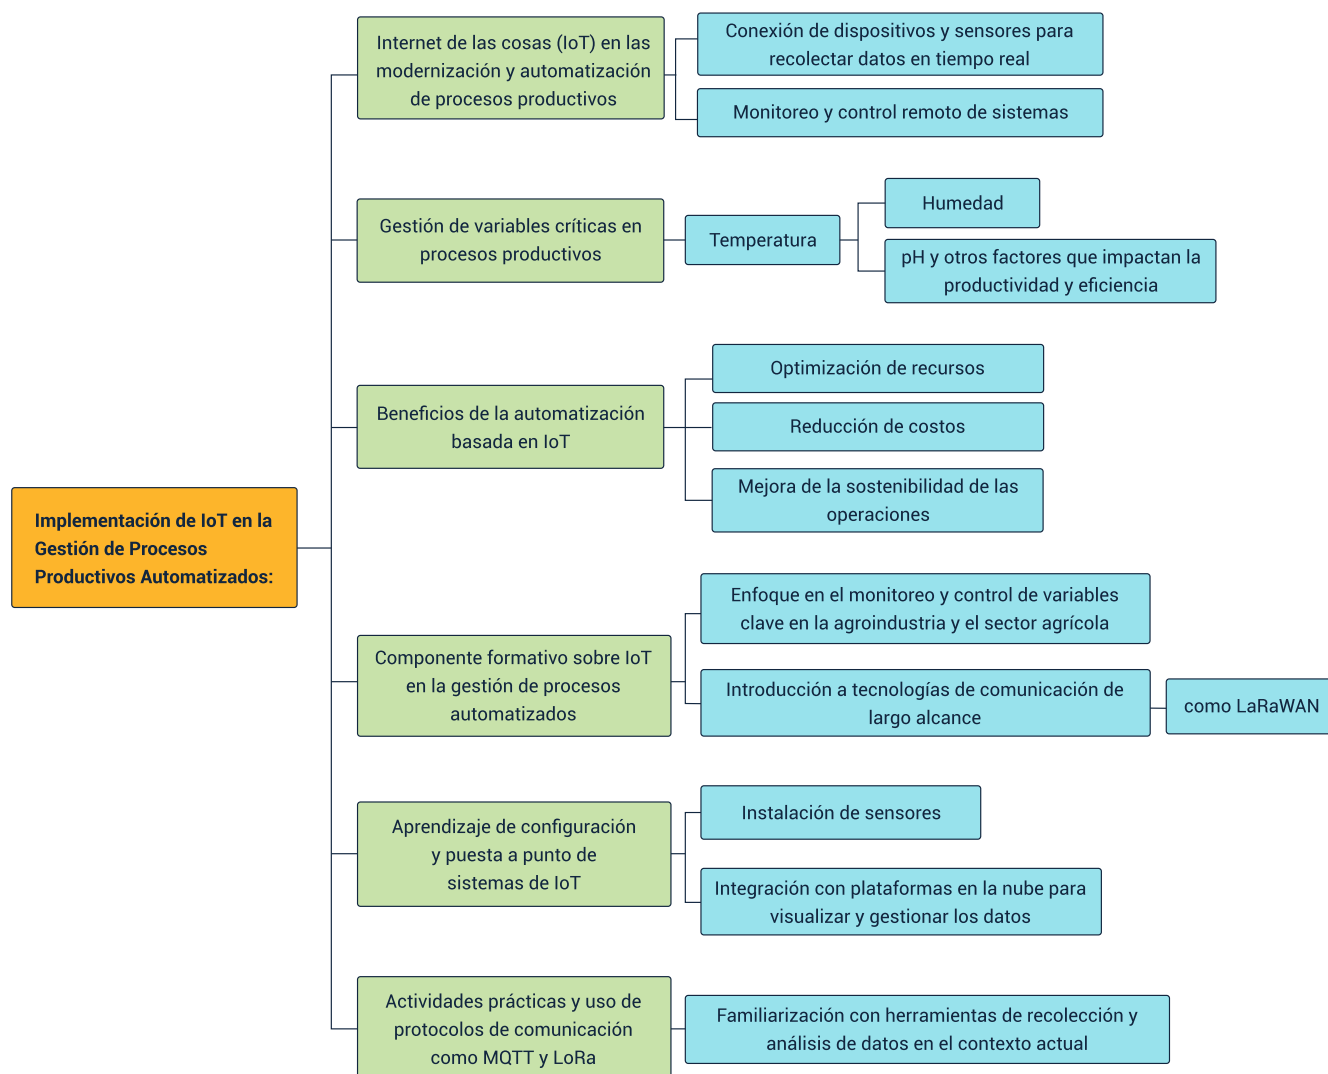 Implementación de IoT en la
Gestión de Procesos
Productivos Automatizados:
Internet de las cosas (IoT) en las
modernización y automatización
de procesos productivos
Conexión de dispositivos y sensores para
recolectar datos en tiempo real
Monitoreo y control remoto de sistemas
Gestión de variables críticas en
procesos productivos
Temperatura
Humedad
pH y otros factores que impactan la
productividad y eficiencia
Beneficios de la automatización
basada en IoT
Optimización de recursos
Reducción de costos
Mejora de la sostenibilidad de las
operaciones
Componente formativo sobre IoT
en la gestión de procesos
automatizados
Enfoque en el monitoreo y control de variables
clave en la agroindustria y el sector agrícola
Introducción a tecnologías de comunicación de
largo alcance
como LaRaWAN
Aprendizaje de configuración
y puesta a punto de
sistemas de IoT
Instalación de sensores
Integración con plataformas en la nube para
visualizar y gestionar los datos
Actividades prácticas y uso de
protocolos de comunicación
como MQTT y LoRa
Familiarización con herramientas de recolección y
análisis de datos en el contexto actual